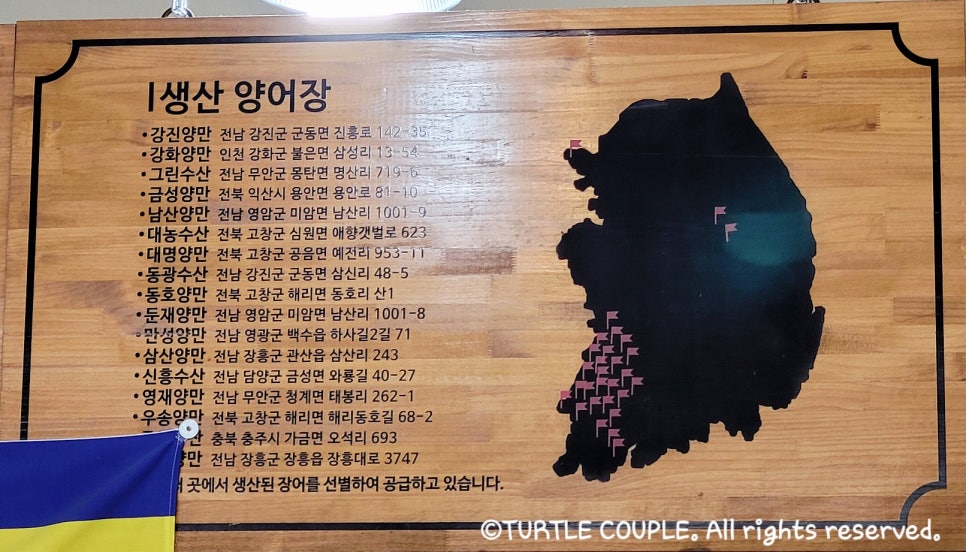 생산 양어장
•강진양만 전남 강진군 군동면 진흥로 142-35
•강화양만 인천 강화군 불은면 삼성리 13-54
•그린수산 전남 무안군 몽탄면 명산리 719-6
•금성양만 전북 익산시 용안면 용안로 81-10
•남산양만 전남 영암군 미암면 남산리 1001-9
•대농수산 전북 고창군 심원면 애향갯벌로 623
•대명양만 전북 고창군 공음면 예전리 953-11
•동광수산 전남 강진군 군동면 삼신리 48-5
•동호양만 전북 고창군 해리면 동호리 산1
•둔재양만 전남 영암군 미암면 남산리 1001-8
•만성양만 전남 영광군 백수읍 하사길2길 71
•삼산양만 전남 장흥군 관산읍 삼산리 243
•신흥수산 전남 담양군 금성면 와룡길 40-27
•영재양만 전남 무안군 청계면 태봉리 262-1
•우송양만 전북 고창군 해리면 해리동호길 68-2
충북 충주시 가금면 오석리 693
전남 장흥군 장흥읍 장흥대로 3747
곳에서 생산된 장어를 선별하여 공급하고 있습니다.
©TURTLE COUPLE. All rights reserved.